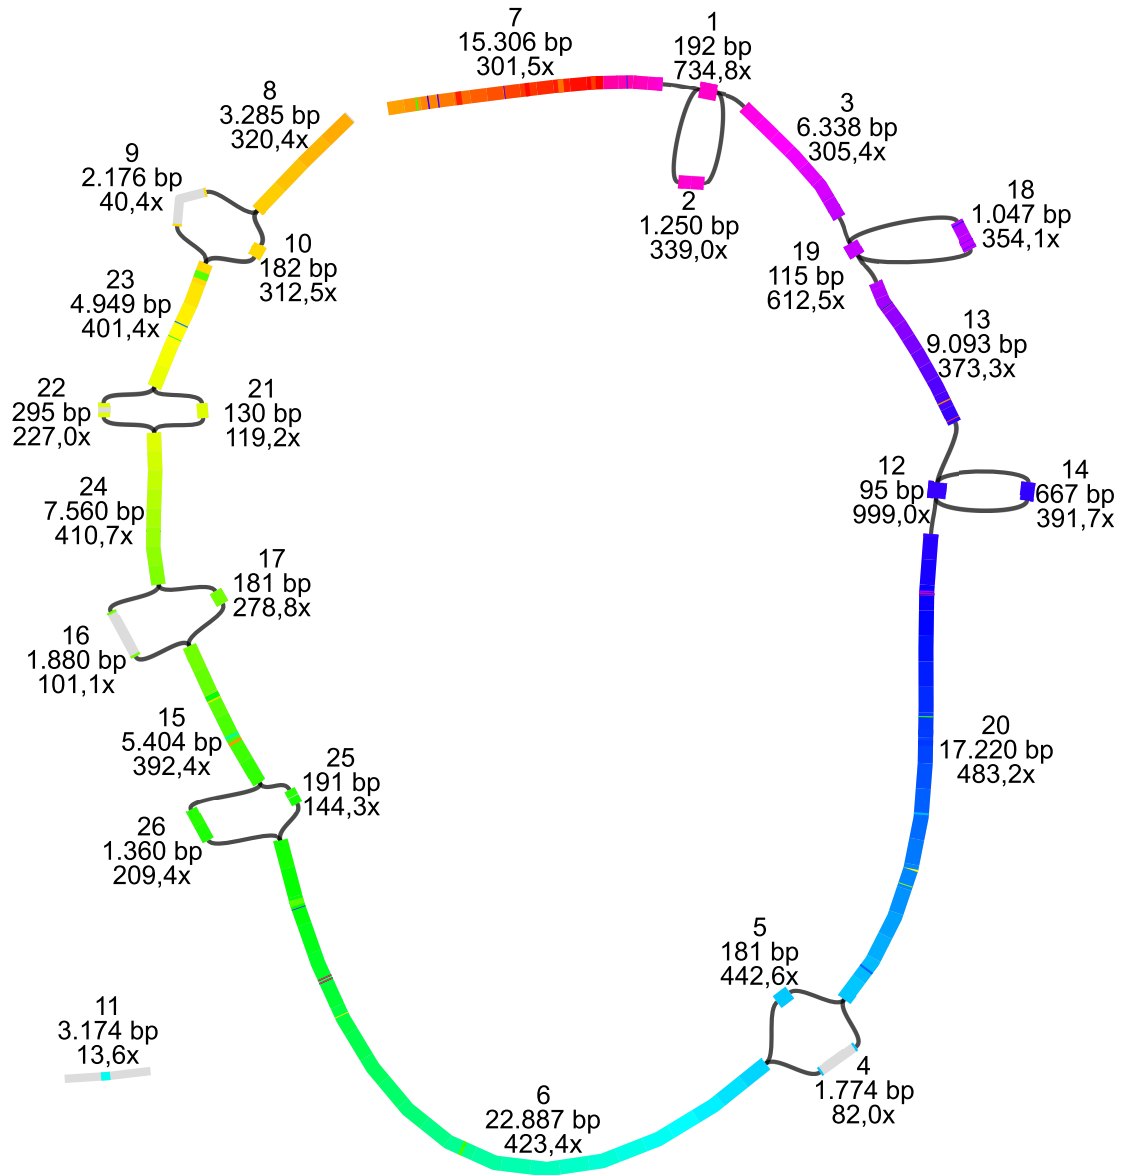 7
15.306 bp
301,5x
1
192 bp
734,8x
8
3.285 bp
320,4x
3
6.338 bp
305,4x
9
2.176 bp
40,4x
2
1.250 bp
339,0x
18
1.047 bp
354,1x
10
182 bp
312,5x
19
115 bp
612,5x
23
4.949 bp
401,4x
13
9.093 bp
373,3x
22
295 bp
227,0x
21
130 bp
119,2x
12
95 bp
999,0x
14
667 bp
391,7x
24
7.560 bp
410,7x
17
181 bp
278,8x
16
1.880 bp
101,1x
15
5.404 bp
392,4x
20
17.220 bp
483,2x
25
191 bp
144,3x
26
1.360 bp
209,4x
5
181 bp
442,6x
11
3.174 bp
13,6x
4
1.774 bp
82,0x
6
22.887 bp
423,4x